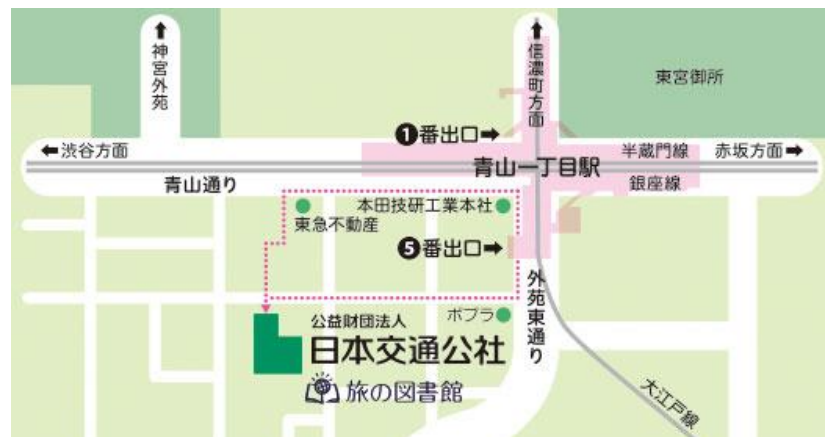 ↑
神宮外苑
↑
信濃町方面
東宮御所
❶番出口➡
←渋谷方面
半蔵門線
赤坂方面→
青山一丁目駅
青山通り
銀座線
本田技研工業本社
東急不動産
❺番出口➡
外苑東通り
公益財団法人
ポプラ
日本交通公社
旅の図書館
大江戸線